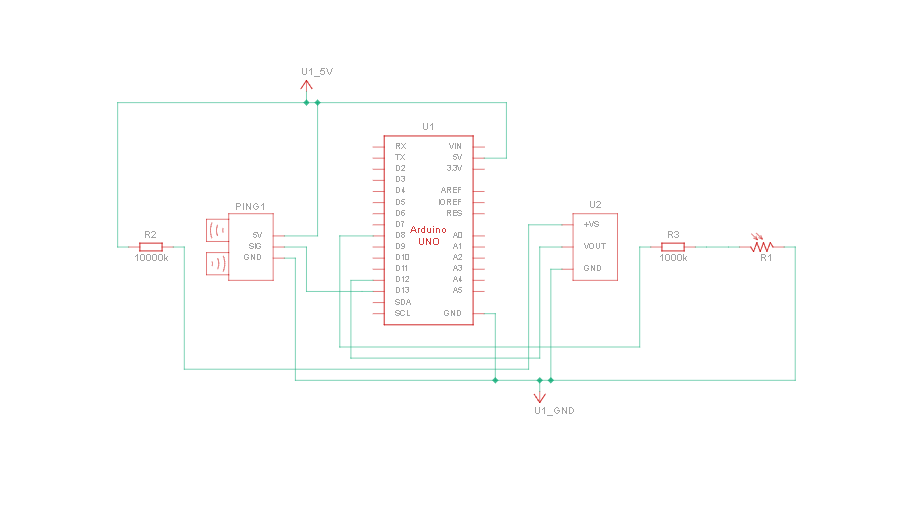 U1_5V
U1
RX
TX
D2
D3
D4
D5
D6
D7
D8
D9
D10
D11
D12
D13
SDA
SCL
Arduino
UNO
VIN
5V
3.3V
AREF
IOREF
RES
A0
A1
A2
A3
A4
A5
GND
PING1
5V
SIG
GND
R2
10000k
U2
+VS
VOUT
GND
R3
1000k
R1
U1_GND